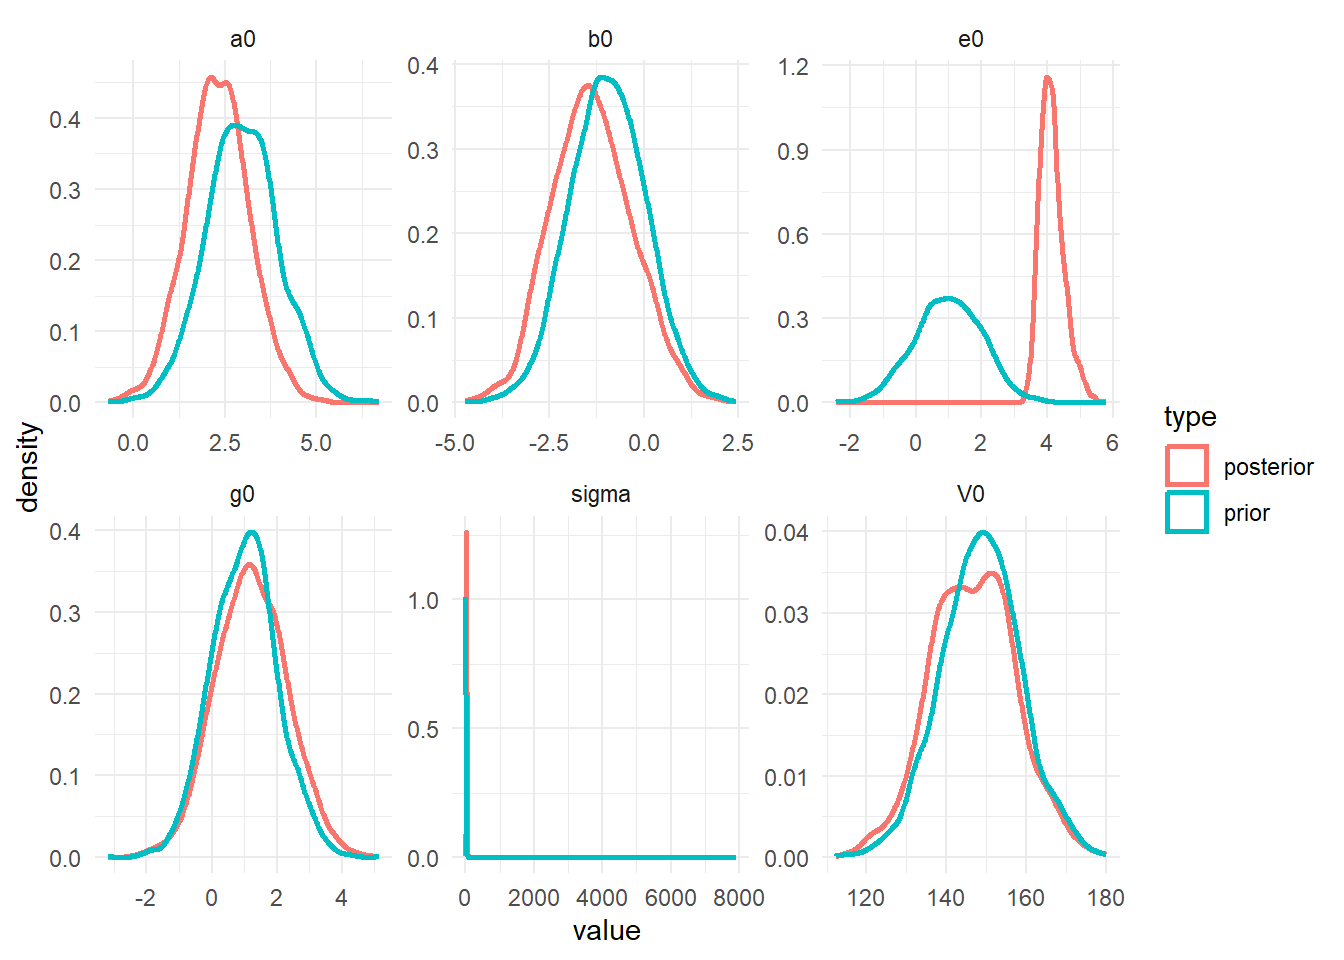 a0 b0 e0
0.4 0.3 0.2 0.1 0.0
0.0 2.5 5.0
0.4 0.3 0.2 0.1 0.0
-5.0 -2.5 0.0 2.5
1.2 0.9 0.6 0.3 0.0
-2 0 2 4 6
g0 sigma V0
0.4 0.3 0.2 0.1 0.0
-2 0 2 4
1.0 0.5 0.0
0 2000 4000 6000 8000
0.04 0.03 0.02 0.01 0.00
120 140 160 180
density
value
type
posterior
prior